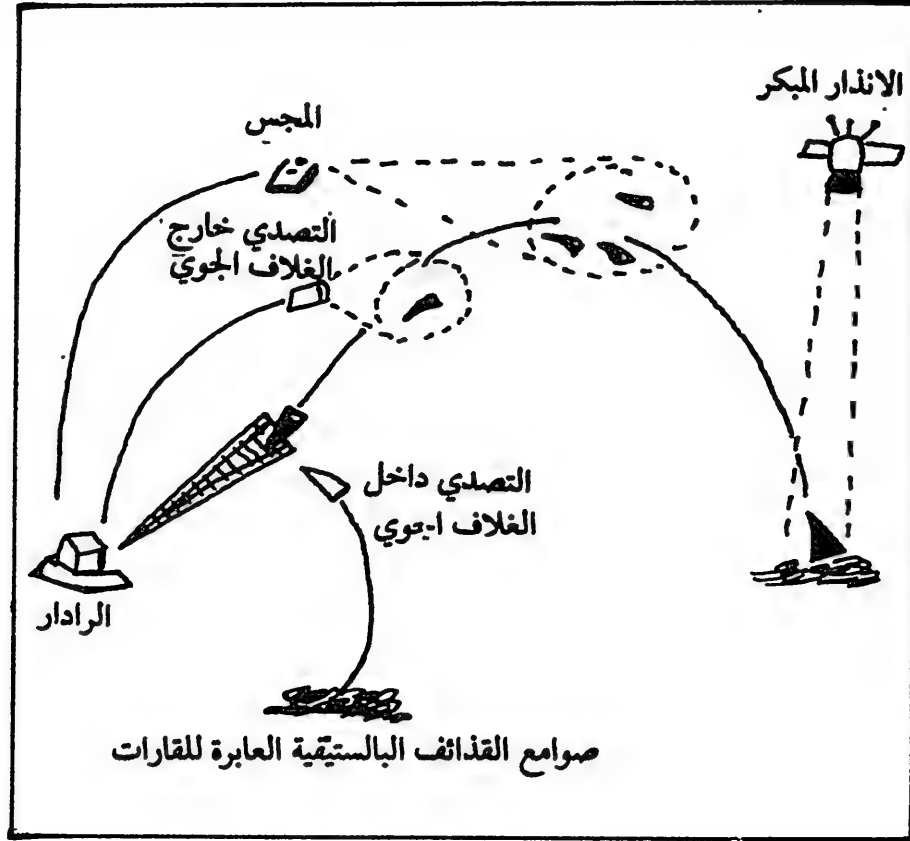 الانذار المبكر
المجس
التصدي خارج
الغلاف الجوي
التصدي داخل
الغلاف الجوي
الرادار
صوامع القذائف البالستيقية العابرة للقارات